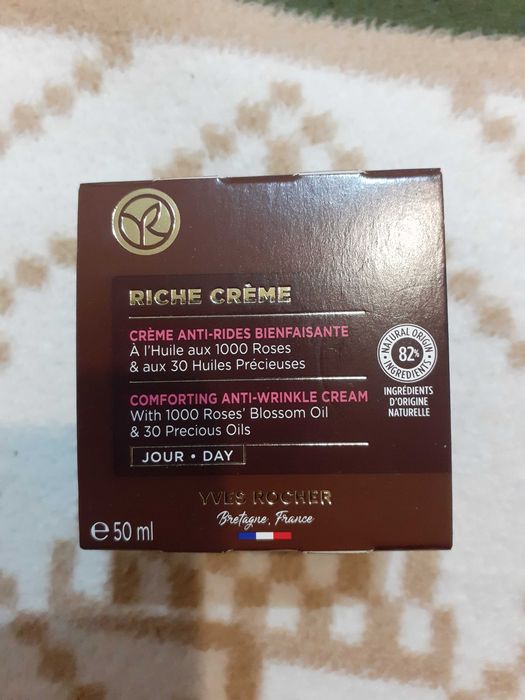 RICHE CRÈME
CRÈME ANTI-RIDES BIENFAISANTE
À l'Huile aux 1000 Roses
& aux 30 Huiles Précieuses
COMFORTING ANTI-WRINKLE CREAM
With 1000 Roses' Blossom Oil
& 30 Precious Oils
JOUR • DAY
NATURAL ORIGIN
82%
INGREDIENTS
INGRÉDIENTS
D'ORIGINE
NATURELLE
YVES ROCHER
Bretagne, France
℮ 50 ml